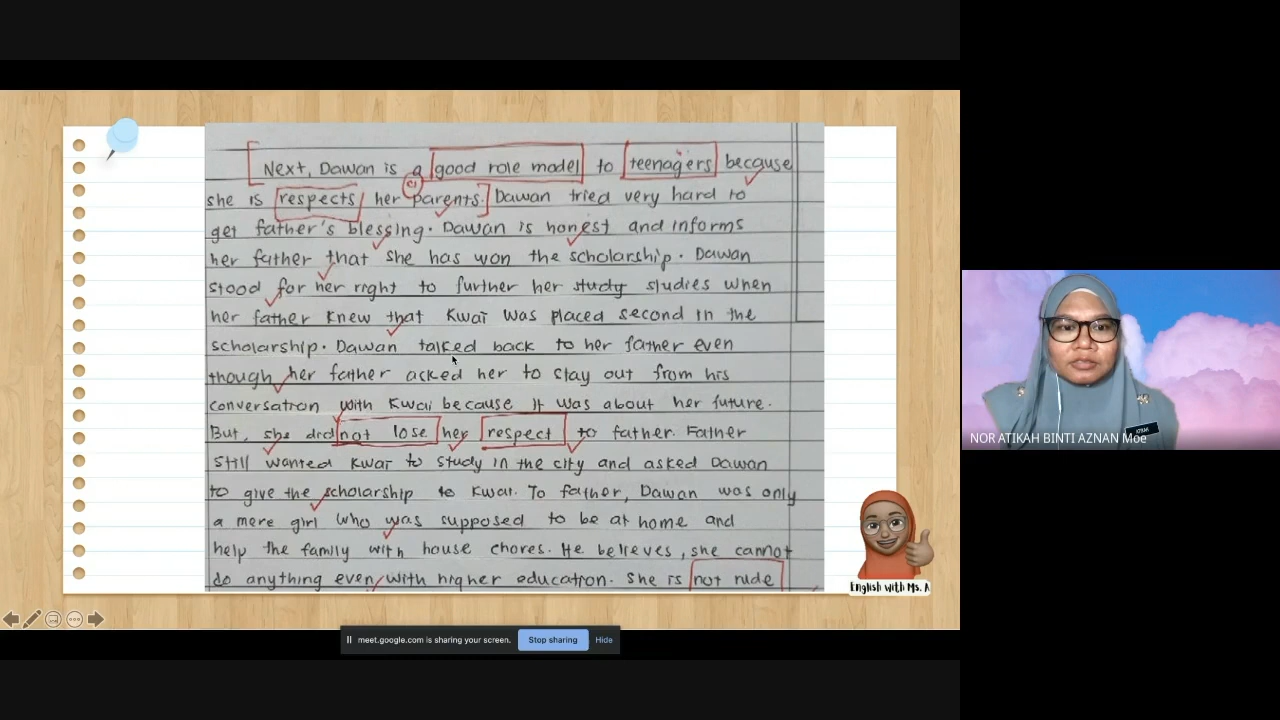 Next, Dawan is a good role model to teenagers because
she is respects her parents. Dawan tried very hard to
get father's blessing. Dawan is honest and informs
her father that she has won the scholarship. Dawan
stood for her right to further her study studies when
her father knew that Kwai was placed second in the
scholarship. Dawan talked back to her father even
though her father asked her to stay out from his
conversation with Kwai because it was about her future.
But, she did not lose her respect to father. Father
still wanted Kwai to study in the city and asked Dawan
to give the scholarship to Kwai. To father, Dawan was only
a mere girl who was supposed to be at home and
help the family with house chores. He believes, she cannot
do anything even with higher education. She is not rude
English with Ms. A
meet.google.com is sharing your screen.
Stop sharing
Hide
NOR ATIKAH BINTI AZNAN Moe